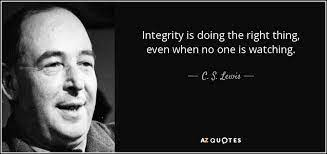 Integrity is doing the right thing,
even when no one is watching.
— C. S. Lewis —
AZ QUOTES